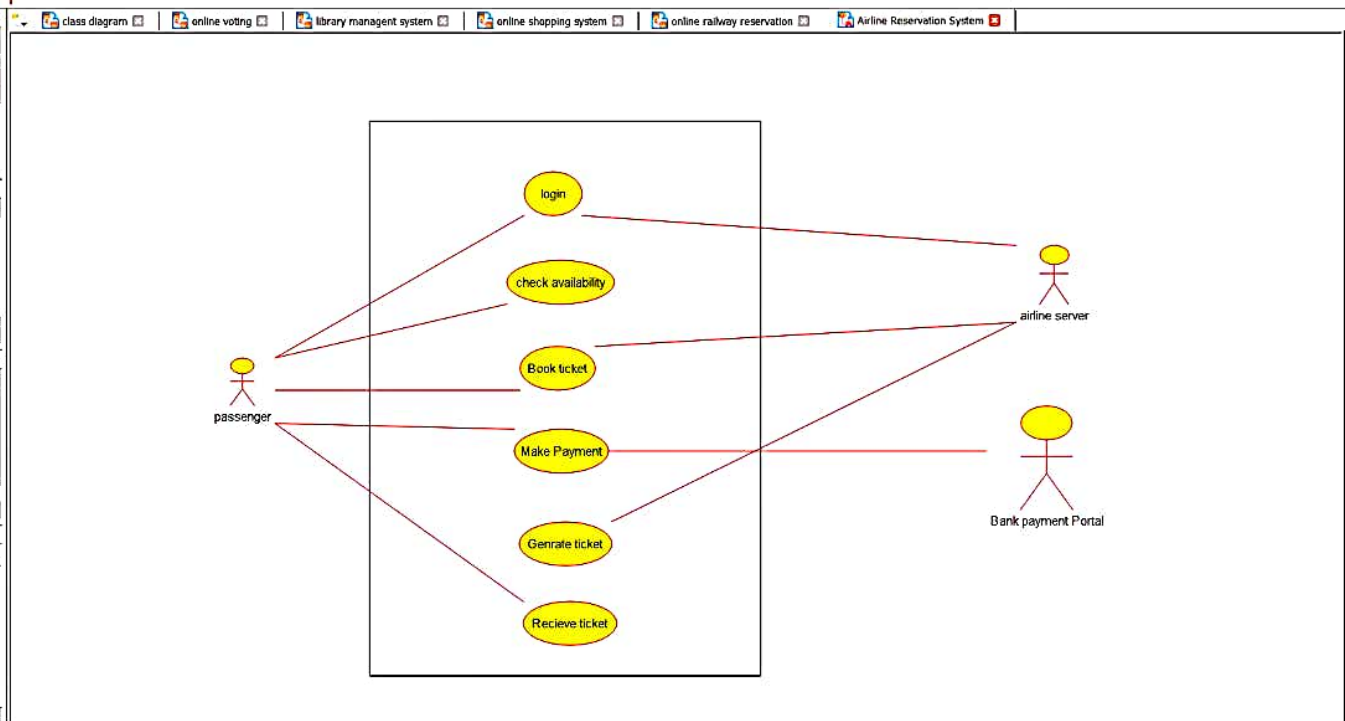 class diagram
online voting
library managent system
online shopping system
online railway reservation
Airline Reservation System
login
check availability
airline server
Book ticket
passenger
Make Payment
Bank payment Portal
Genrate ticket
Recieve ticket